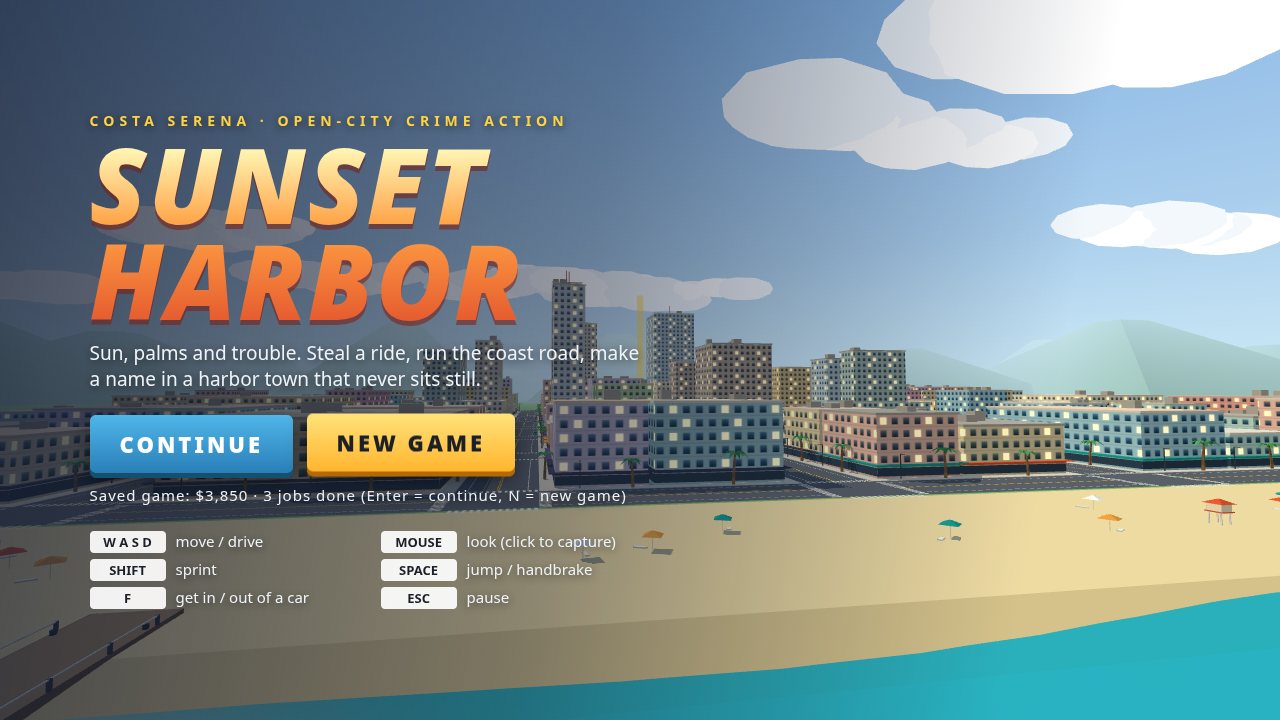 COSTA SERENA · OPEN-CITY CRIME ACTION
SUNSET
HARBOR
Sun, palms and trouble. Steal a ride, run the coast road, make
a name in a harbor town that never sits still.
CONTINUE NEW GAME
Saved game: $3,850 · 3 jobs done (Enter = continue, N = new game)
W A S D move / drive MOUSE look (click to capture)
SHIFT sprint SPACE jump / handbrake
F get in / out of a car ESC pause